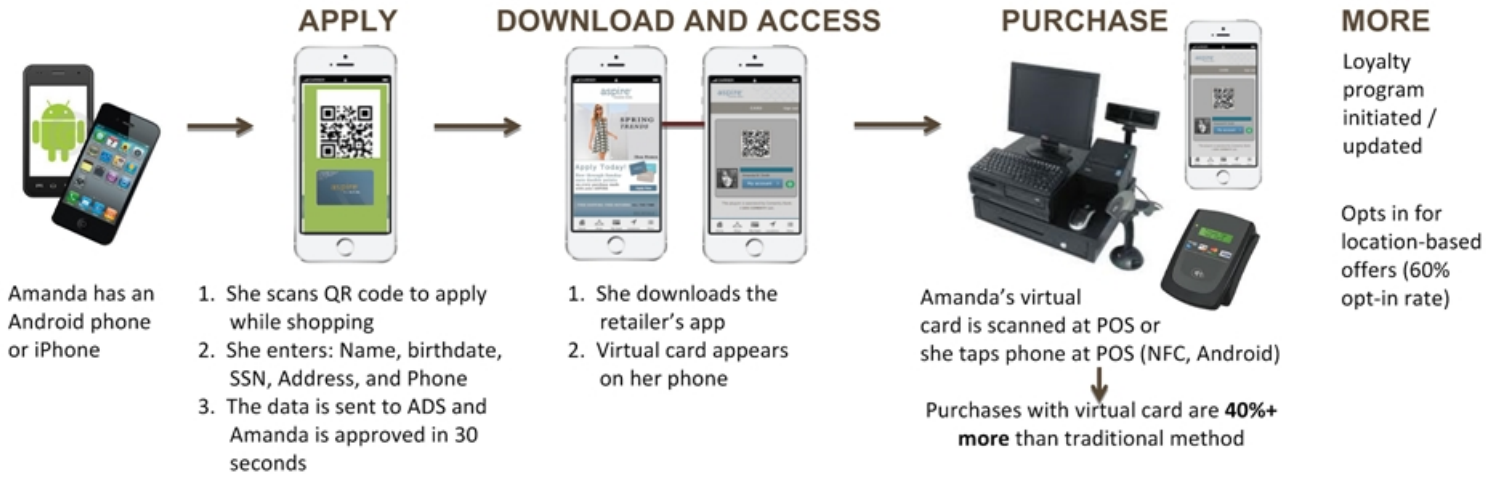 APPLY
DOWNLOAD AND ACCESS
PURCHASE
MORE
Amanda has an
Android phone
or iPhone
aspire
1. She scans QR code to apply
while shopping
2. She enters: Name, birthdate,
SSN, Address, and Phone
3. The data is sent to ADS and
Amanda is approved in 30
seconds
aspire
SPRING
TRENDS
Apply Today!
aspire
1. She downloads the
retailer's app
2. Virtual card appears
on her phone
Amanda's virtual
card is scanned at POS or
she taps phone at POS (NFC, Android)
Purchases with virtual card are 40%+
more than traditional method
Loyalty
program
initiated /
updated
Opts in for
location-based
offers (60%
opt-in rate)